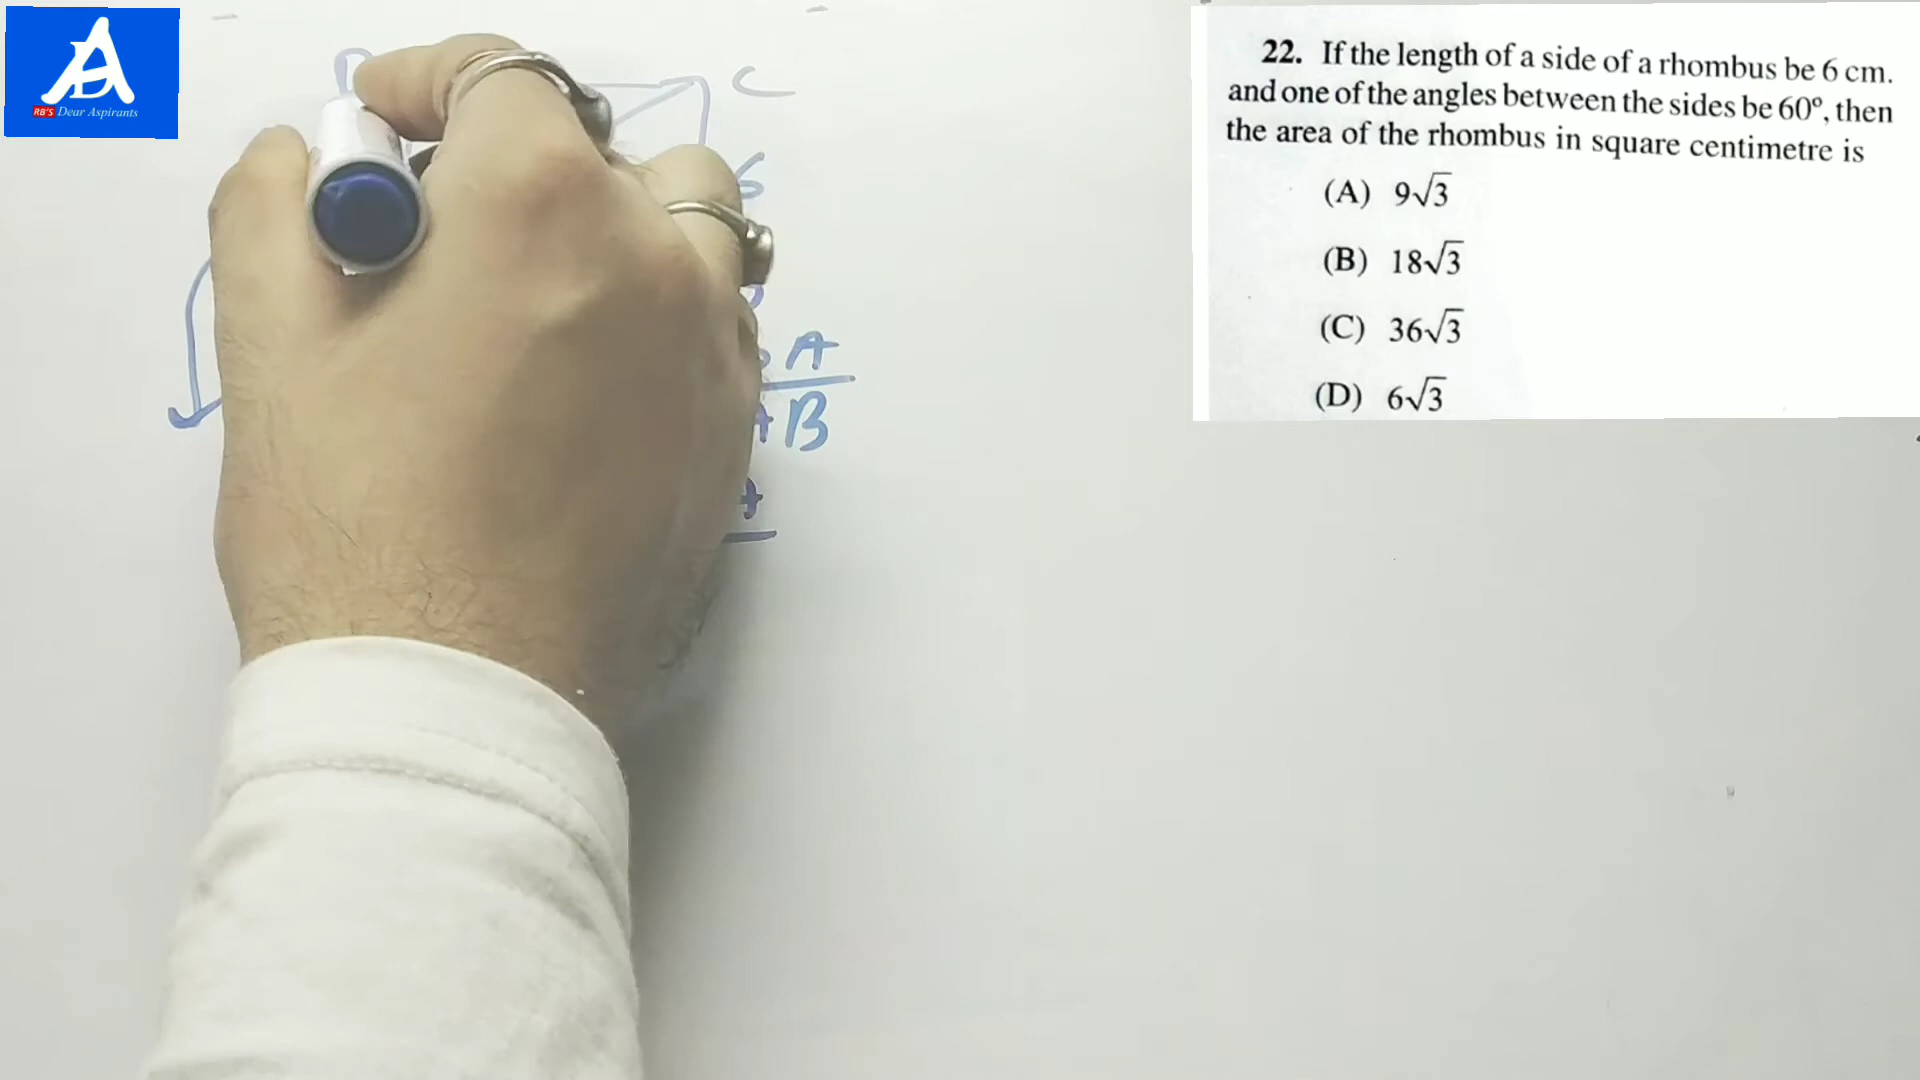 RB'S Dear Aspirants
22. If the length of a side of a rhombus be 6 cm.
and one of the angles between the sides be 60º, then
the area of the rhombus in square centimetre is
(A) 9√3
(B) 18√3
(C) 36√3
(D) 6√3
C
6
A
B